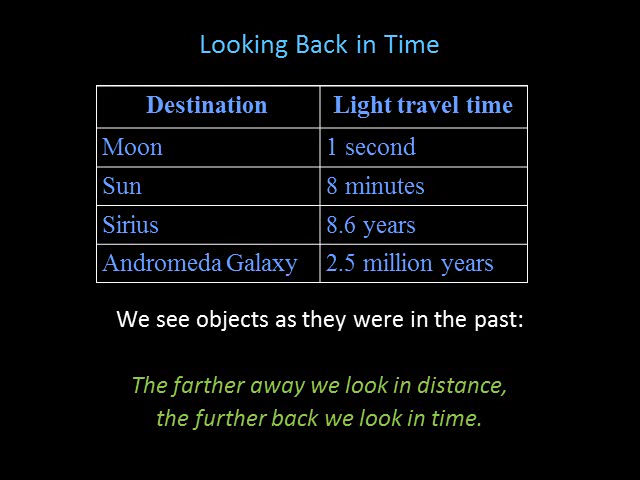 Looking Back in Time
Destination Light travel time
Moon 1 second
Sun 8 minutes
Sirius 8.6 years
Andromeda Galaxy 2.5 million years
We see objects as they were in the past:
The farther away we look in distance,
the further back we look in time.